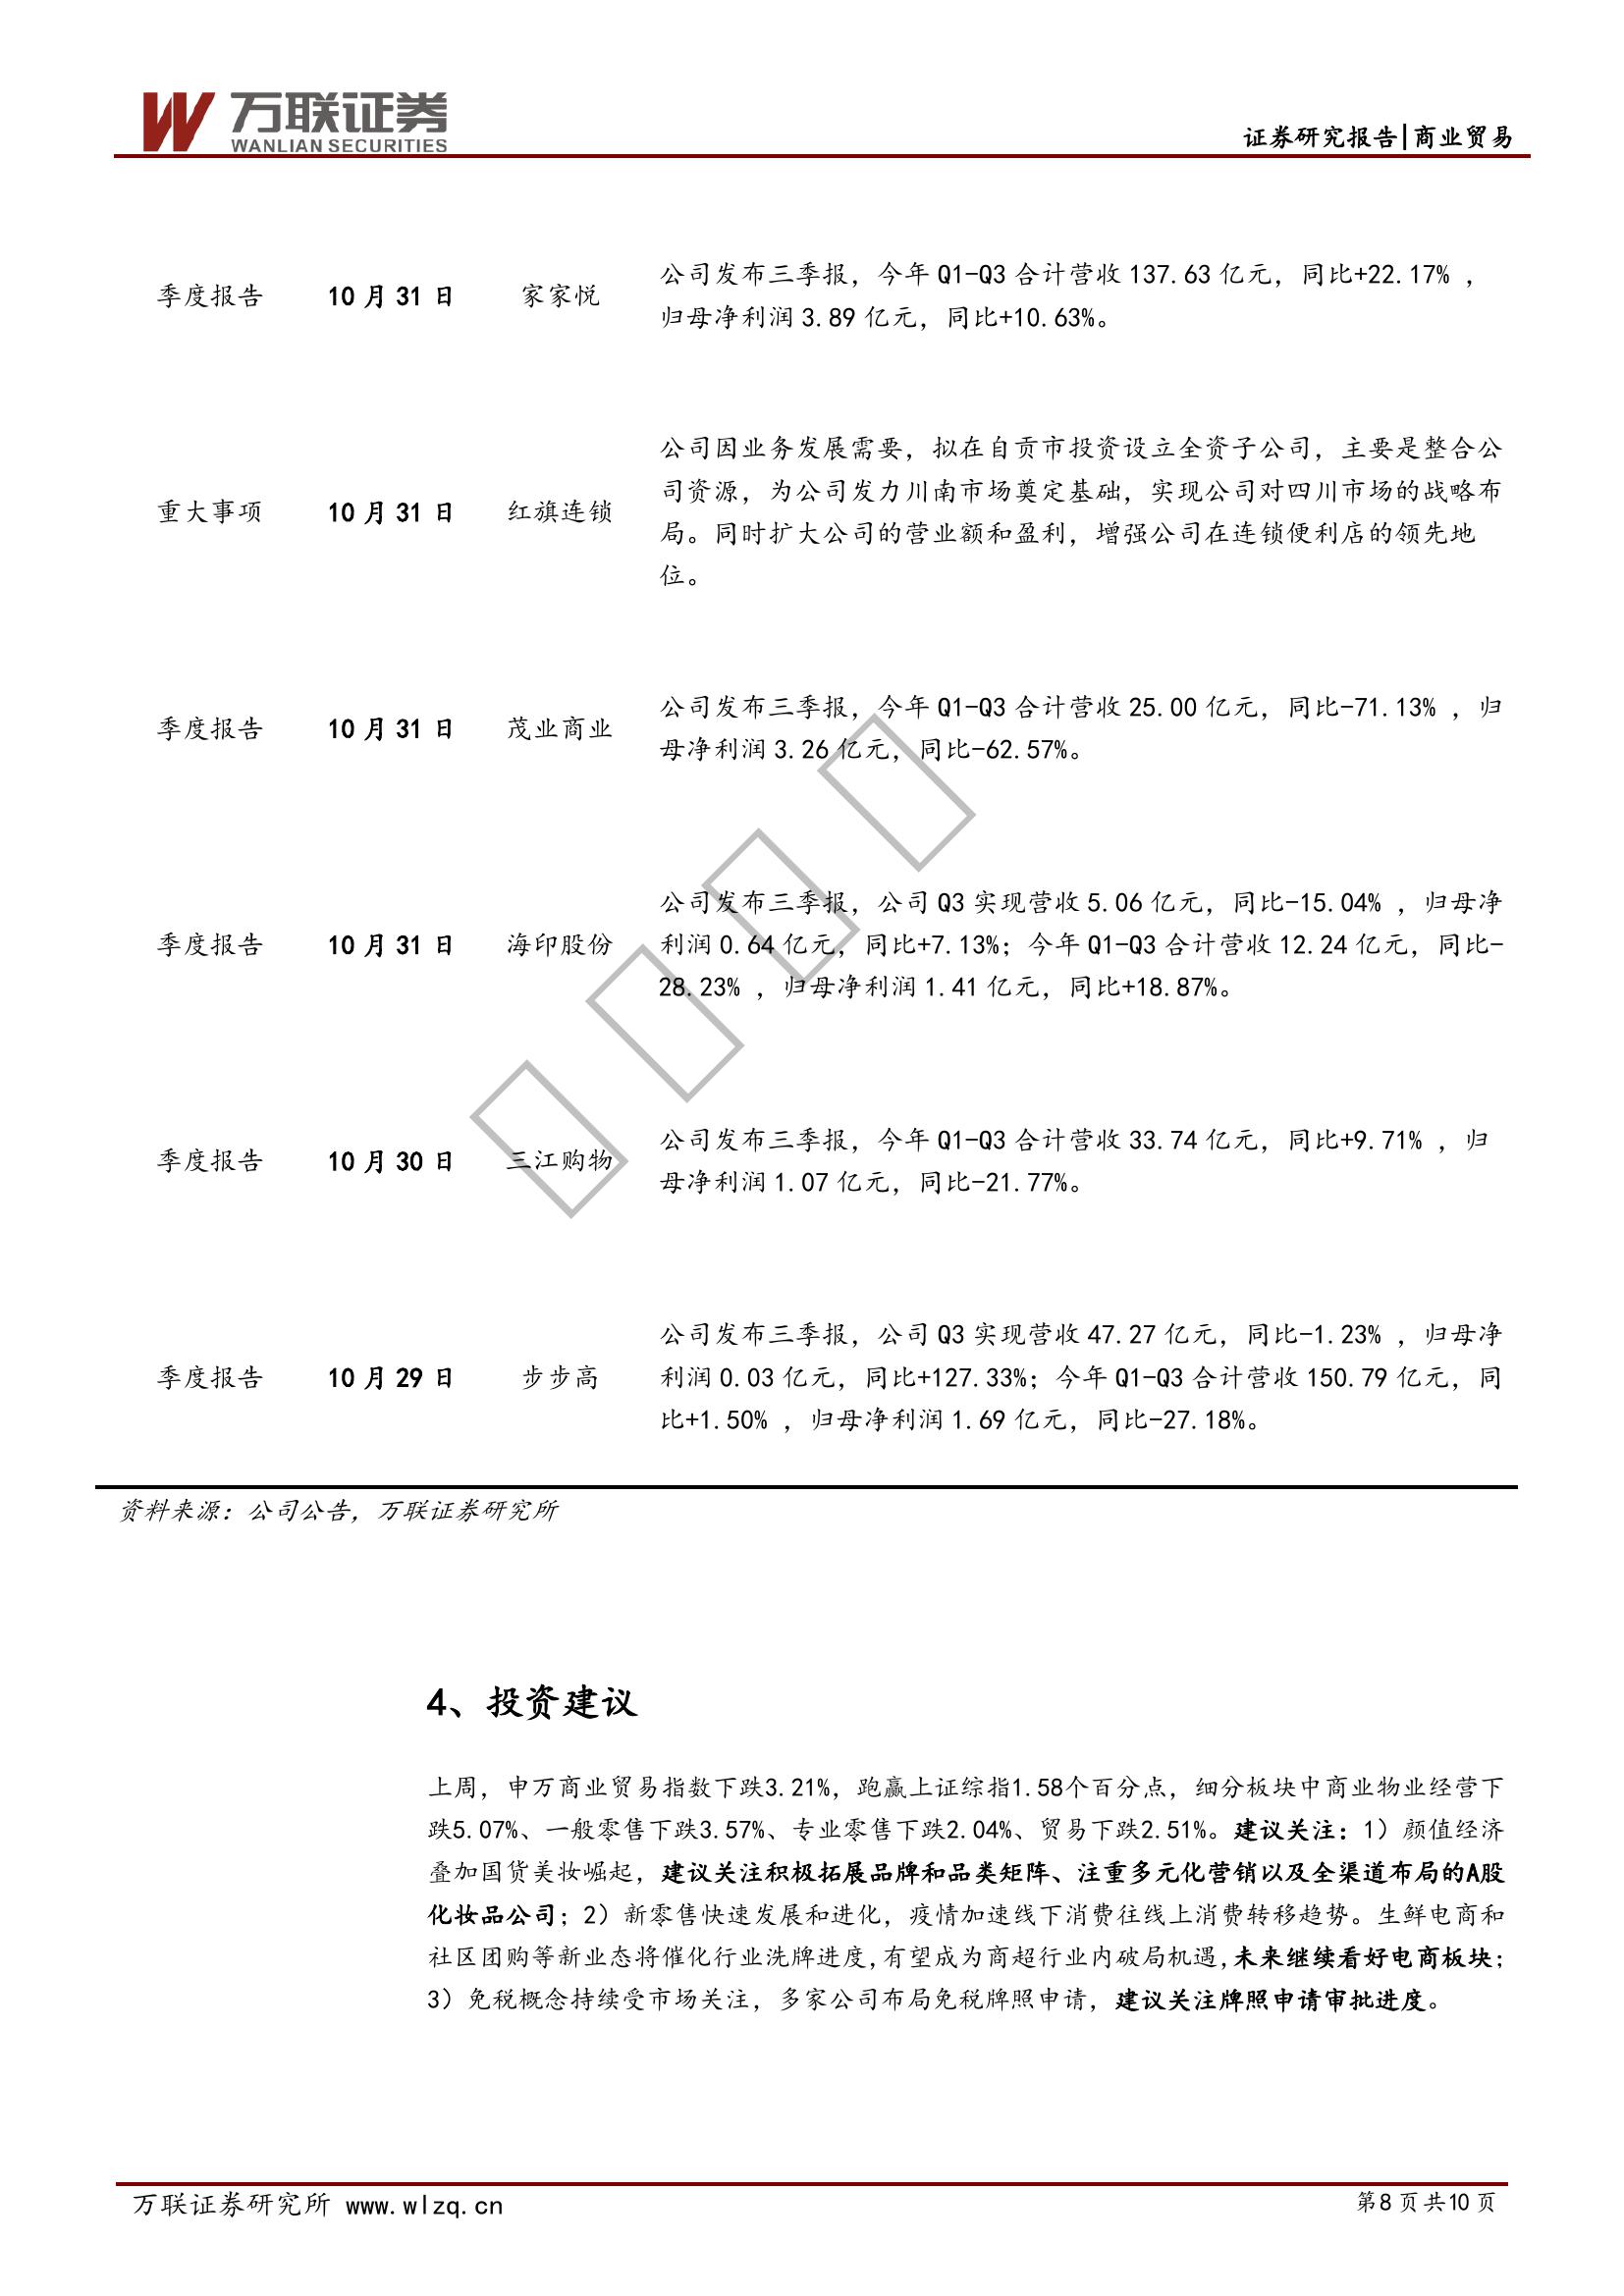 万联证券
WANLIAN SECURITIES
证券研究报告|商业贸易
季度报告 10月31日 家家悦
公司发布三季报，今年Q1-Q3合计营收137.63亿元，同比+22.17% ，
归母净利润3.89亿元，同比+10.63%。
重大事项 10月31日 红旗连锁
公司因业务发展需要，拟在自贡市投资设立全资子公司，主要是整合公
司资源，为公司发力川南市场奠定基础，实现公司对四川市场的战略布
局。同时扩大公司的营业额和盈利，增强公司在连锁便利店的领先地
位。
季度报告 10月31日 茂业商业
公司发布三季报，今年Q1-Q3合计营收25.00亿元，同比-71.13% ，归
母净利润3.26亿元，同比-62.57%。
季度报告 10月31日 海印股份
公司发布三季报，公司Q3实现营收5.06亿元，同比-15.04% ，归母净
利润0.64亿元，同比+7.13%；今年Q1-Q3合计营收12.24亿元，同比-
28.23% ，归母净利润1.41亿元，同比+18.87%。
季度报告 10月30日 三江购物
公司发布三季报，今年Q1-Q3合计营收33.74亿元，同比+9.71% ，归
母净利润1.07亿元，同比-21.77%。
季度报告 10月29日 步步高
公司发布三季报，公司Q3实现营收47.27亿元，同比-1.23% ，归母净
利润0.03亿元，同比+127.33%；今年Q1-Q3合计营收150.79亿元，同
比+1.50% ，归母净利润1.69亿元，同比-27.18%。
资料来源：公司公告，万联证券研究所
4、投资建议
上周，申万商业贸易指数下跌3.21%，跑赢上证综指1.58个百分点，细分板块中商业物业经营下
跌5.07%、一般零售下跌3.57%、专业零售下跌2.04%、贸易下跌2.51%。建议关注：1）颜值经济
叠加国货美妆崛起，建议关注积极拓展品牌和品类矩阵、注重多元化营销以及全渠道布局的A股
化妆品公司；2）新零售快速发展和进化，疫情加速线下消费往线上消费转移趋势。生鲜电商和
社区团购等新业态将催化行业洗牌进度，有望成为商超行业内破局机遇，未来继续看好电商板块；
3）免税概念持续受市场关注，多家公司布局免税牌照申请，建议关注牌照申请审批进度。
万联证券研究所 www.wlzq.cn
第8页共10页